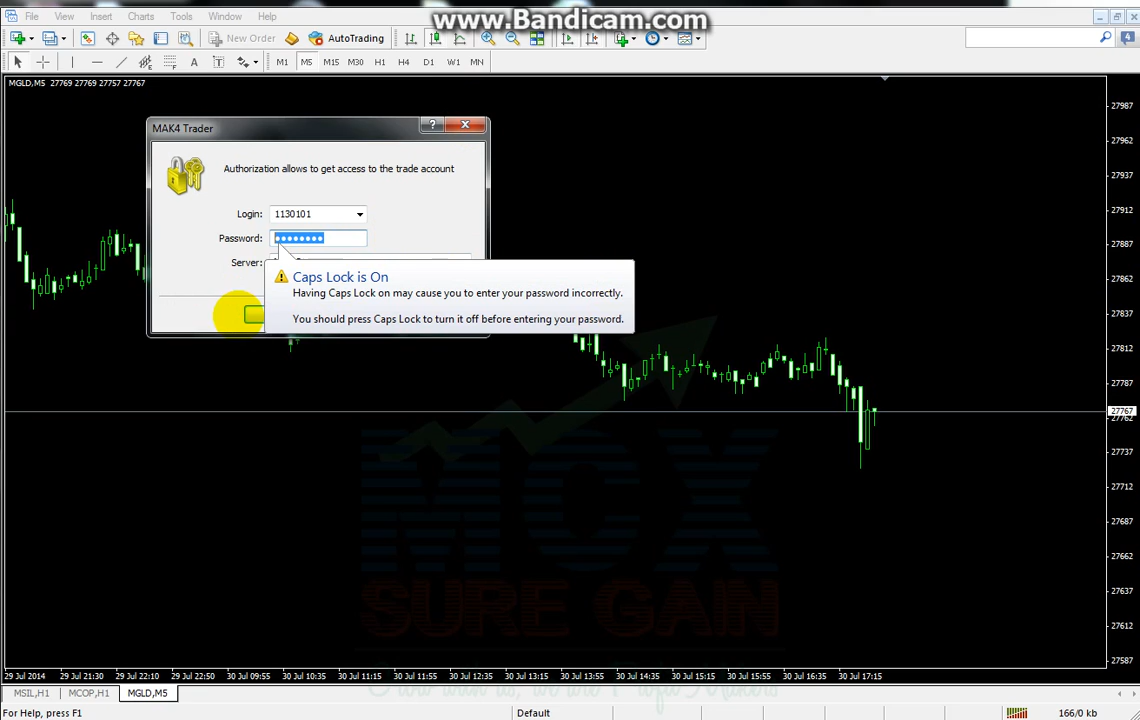 www.Bandicam.com
File View Insert Charts Tools Window Help
New Order AutoTrading
4
A T M1 M5 M15 M30 H1 H4 D1 W1 MN
MGLD,M5 27769 27769 27757 27767
MAK4 Trader
Authorization allows to get access to the trade account
Login: 1130101
Password: ••••••••
Server:
Caps Lock is On
Having Caps Lock on may cause you to enter your password incorrectly.
You should press Caps Lock to turn it off before entering your password.
27987
27962
27937
27912
27887
27862
27837
27812
27787
27767
27762
27737
27712
27687
27662
27637
27612
27587
MCX
SURE GAIN
29 Jul 2014 29 Jul 21:30 29 Jul 22:10 29 Jul 22:50 30 Jul 09:55 30 Jul 10:35 30 Jul 11:15 30 Jul 11:55 30 Jul 12:35 30 Jul 13:15 30 Jul 13:55 30 Jul 14:35 30 Jul 15:15 30 Jul 15:55 30 Jul 16:35 30 Jul 17:15
MSIL,H1 MCOP,H1 MGLD,M5
For Help, press F1 Default 166/0 kb